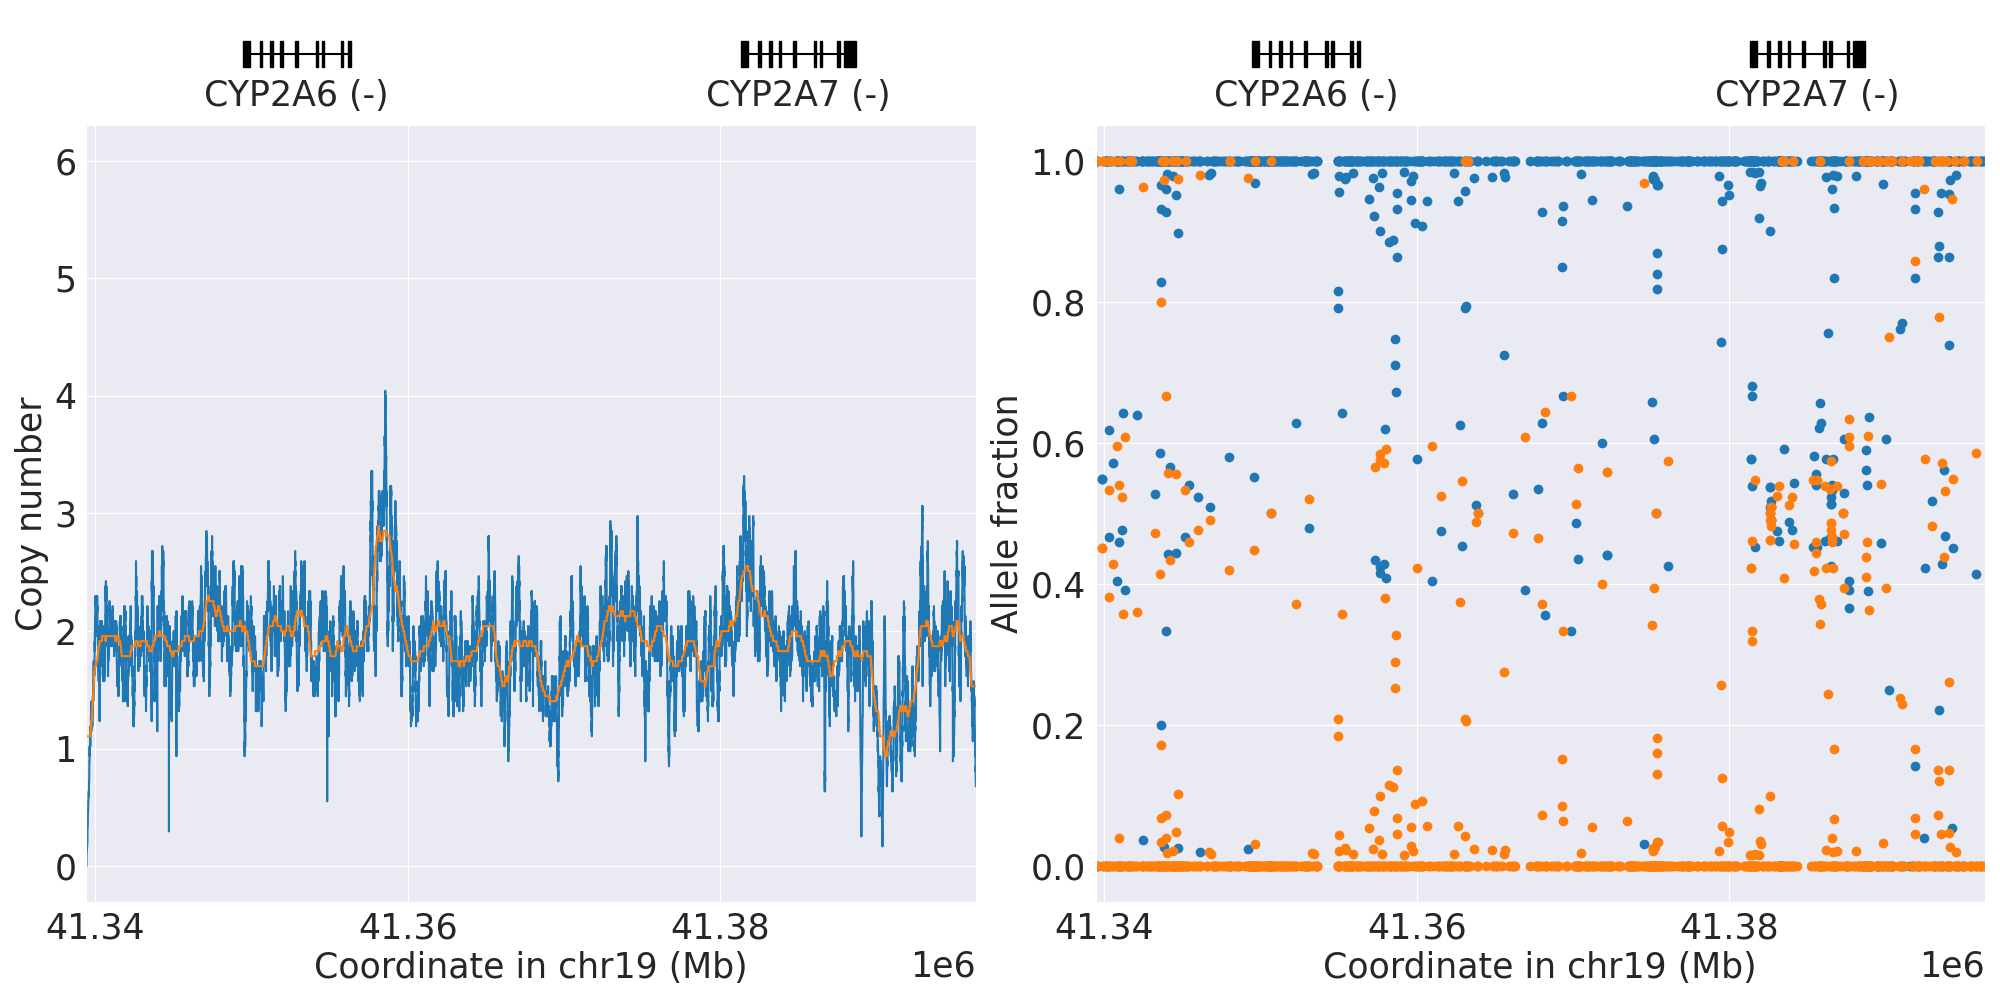 CYP2A6 (-) CYP2A7 (-)
6
5
4
3
2
1
0
Copy number
41.34 41.36 41.38
Coordinate in chr19 (Mb) 1e6
CYP2A6 (-) CYP2A7 (-)
1.0
0.8
0.6
0.4
0.2
0.0
Allele fraction
41.34 41.36 41.38
Coordinate in chr19 (Mb) 1e6